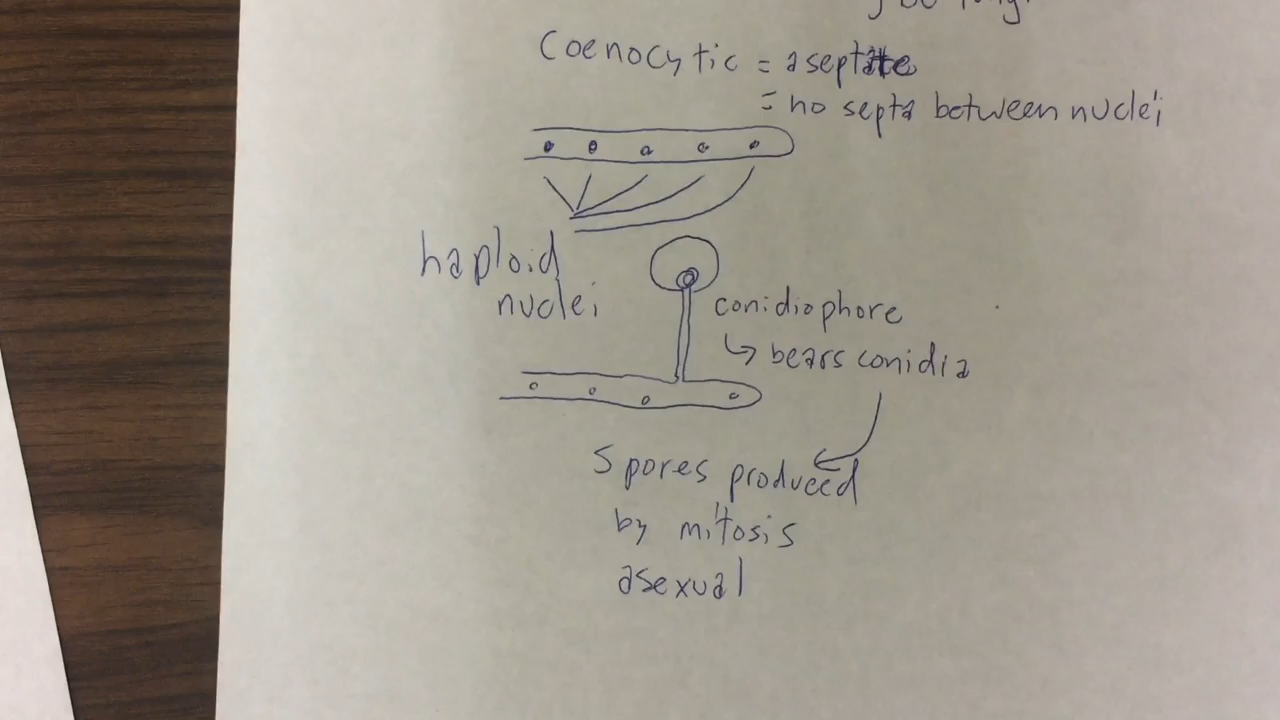 Coenocytic = aseptate
= no septa between nuclei
haploid
nuclei
conidiophore
↳ bears conidia
Spores produced
by mitosis
asexual